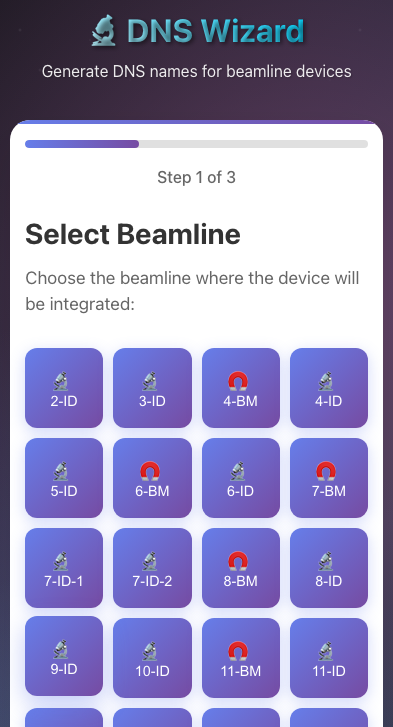 DNS Wizard
Generate DNS names for beamline devices
Step 1 of 3
Select Beamline
Choose the beamline where the device will
be integrated:
2-ID
3-ID
4-BM
4-ID
5-ID
6-BM
6-ID
7-BM
7-ID-1
7-ID-2
8-BM
8-ID
9-ID
10-ID
11-BM
11-ID